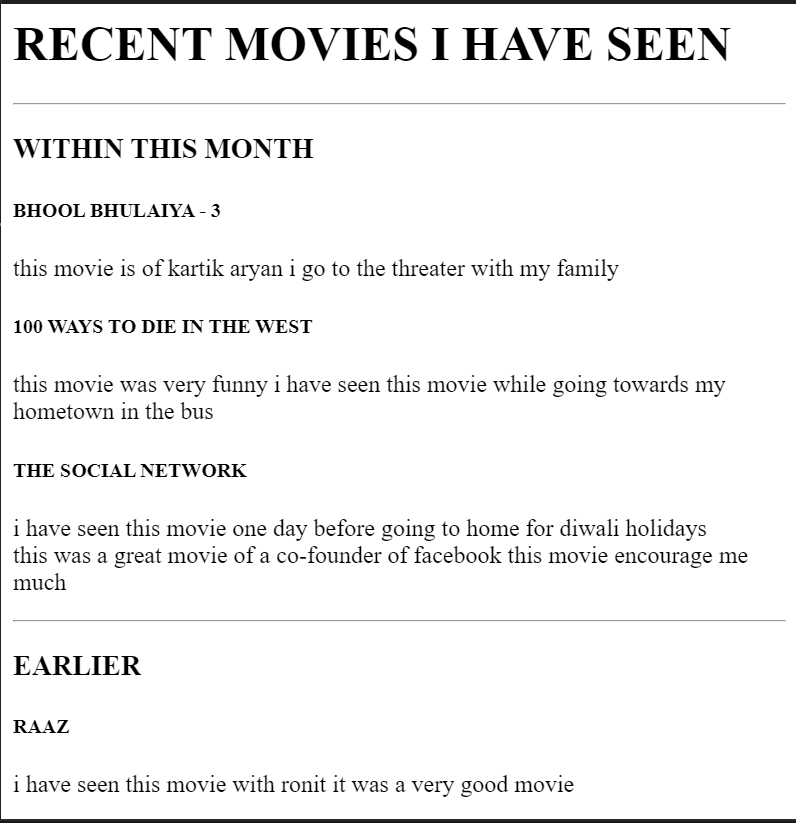 RECENT MOVIES I HAVE SEEN
WITHIN THIS MONTH
BHOOL BHULAIYA - 3
this movie is of kartik aryan i go to the threater with my family
100 WAYS TO DIE IN THE WEST
this movie was very funny i have seen this movie while going towards my
hometown in the bus
THE SOCIAL NETWORK
i have seen this movie one day before going to home for diwali holidays
this was a great movie of a co-founder of facebook this movie encourage me
much
EARLIER
RAAZ
i have seen this movie with ronit it was a very good movie